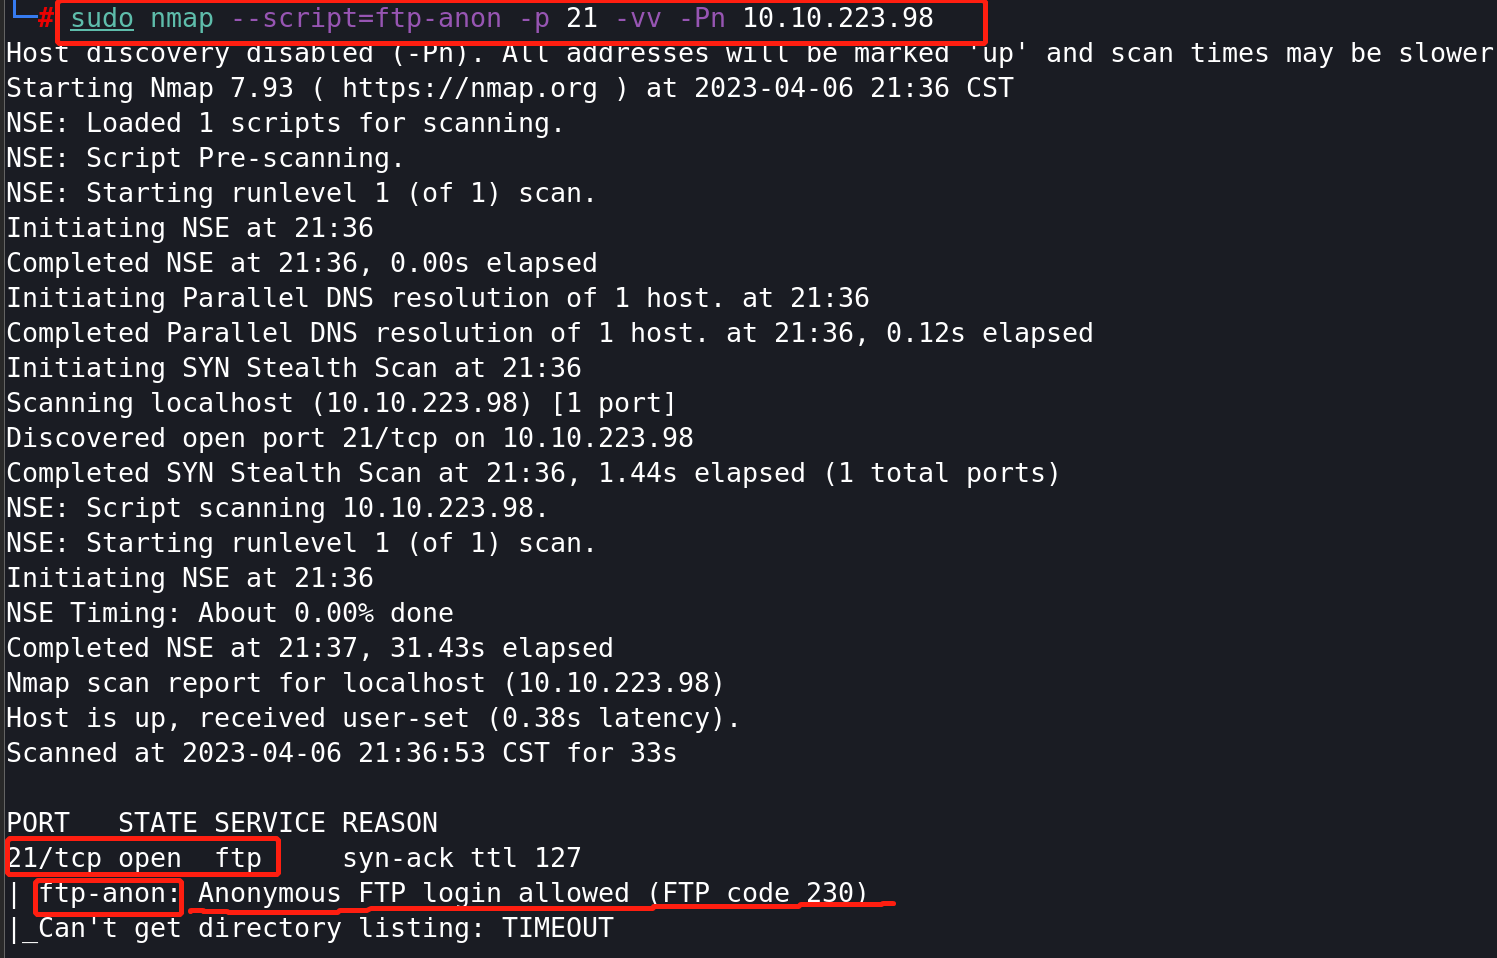 # sudo nmap --script=ftp-anon -p 21 -vv -Pn 10.10.223.98
Host discovery disabled (-Pn). All addresses will be marked 'up' and scan times may be slower
Starting Nmap 7.93 ( https://nmap.org ) at 2023-04-06 21:36 CST
NSE: Loaded 1 scripts for scanning.
NSE: Script Pre-scanning.
NSE: Starting runlevel 1 (of 1) scan.
Initiating NSE at 21:36
Completed NSE at 21:36, 0.00s elapsed
Initiating Parallel DNS resolution of 1 host. at 21:36
Completed Parallel DNS resolution of 1 host. at 21:36, 0.12s elapsed
Initiating SYN Stealth Scan at 21:36
Scanning localhost (10.10.223.98) [1 port]
Discovered open port 21/tcp on 10.10.223.98
Completed SYN Stealth Scan at 21:36, 1.44s elapsed (1 total ports)
NSE: Script scanning 10.10.223.98.
NSE: Starting runlevel 1 (of 1) scan.
Initiating NSE at 21:36
NSE Timing: About 0.00% done
Completed NSE at 21:37, 31.43s elapsed
Nmap scan report for localhost (10.10.223.98)
Host is up, received user-set (0.38s latency).
Scanned at 2023-04-06 21:36:53 CST for 33s
PORT   STATE SERVICE REASON
21/tcp open  ftp     syn-ack ttl 127
| ftp-anon: Anonymous FTP login allowed (FTP code 230)
|_Can't get directory listing: TIMEOUT